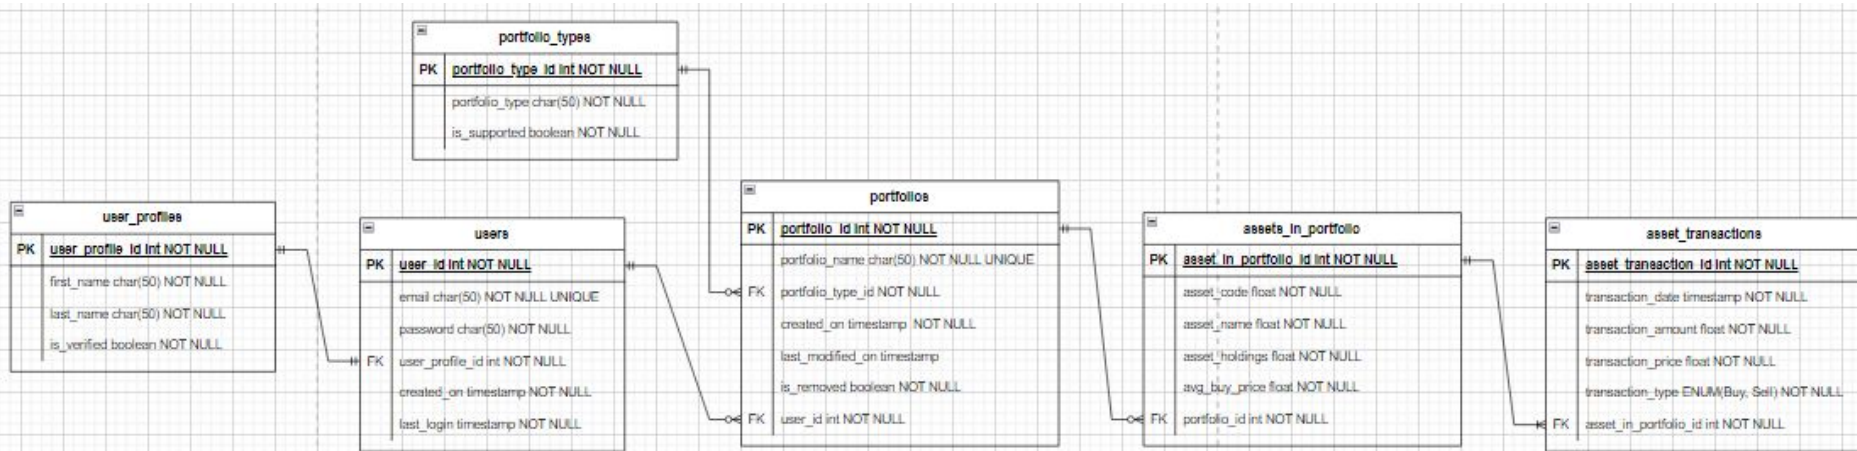 portfolio_types
PK portfolio_type_id int NOT NULL
portfolio_type char(50) NOT NULL
is_supported boolean NOT NULL
user_profiles
PK user_profile_id int NOT NULL
first_name char(50) NOT NULL
last_name char(50) NOT NULL
is_verified boolean NOT NULL
users
PK user_id int NOT NULL
email char(50) NOT NULL UNIQUE
password char(50) NOT NULL
FK user_profile_id int NOT NULL
created_on timestamp NOT NULL
last_login timestamp NOT NULL
portfolios
PK portfolio_id int NOT NULL
portfolio_name char(50) NOT NULL UNIQUE
FK portfolio_type_id NOT NULL
created_on timestamp NOT NULL
last_modified_on timestamp
is_removed boolean NOT NULL
FK user_id int NOT NULL
assets_in_portfolio
PK asset_in_portfolio_id int NOT NULL
asset_code float NOT NULL
asset_name float NOT NULL
asset_holdings float NOT NULL
avg_buy_price float NOT NULL
FK portfolio_id int NOT NULL
asset_transactions
PK asset_transaction_id int NOT NULL
transaction_date timestamp NOT NULL
transaction_amount float NOT NULL
transaction_price float NOT NULL
transaction_type ENUM(Buy, Sell) NOT NULL
FK asset_in_portfolio_id int NOT NULL